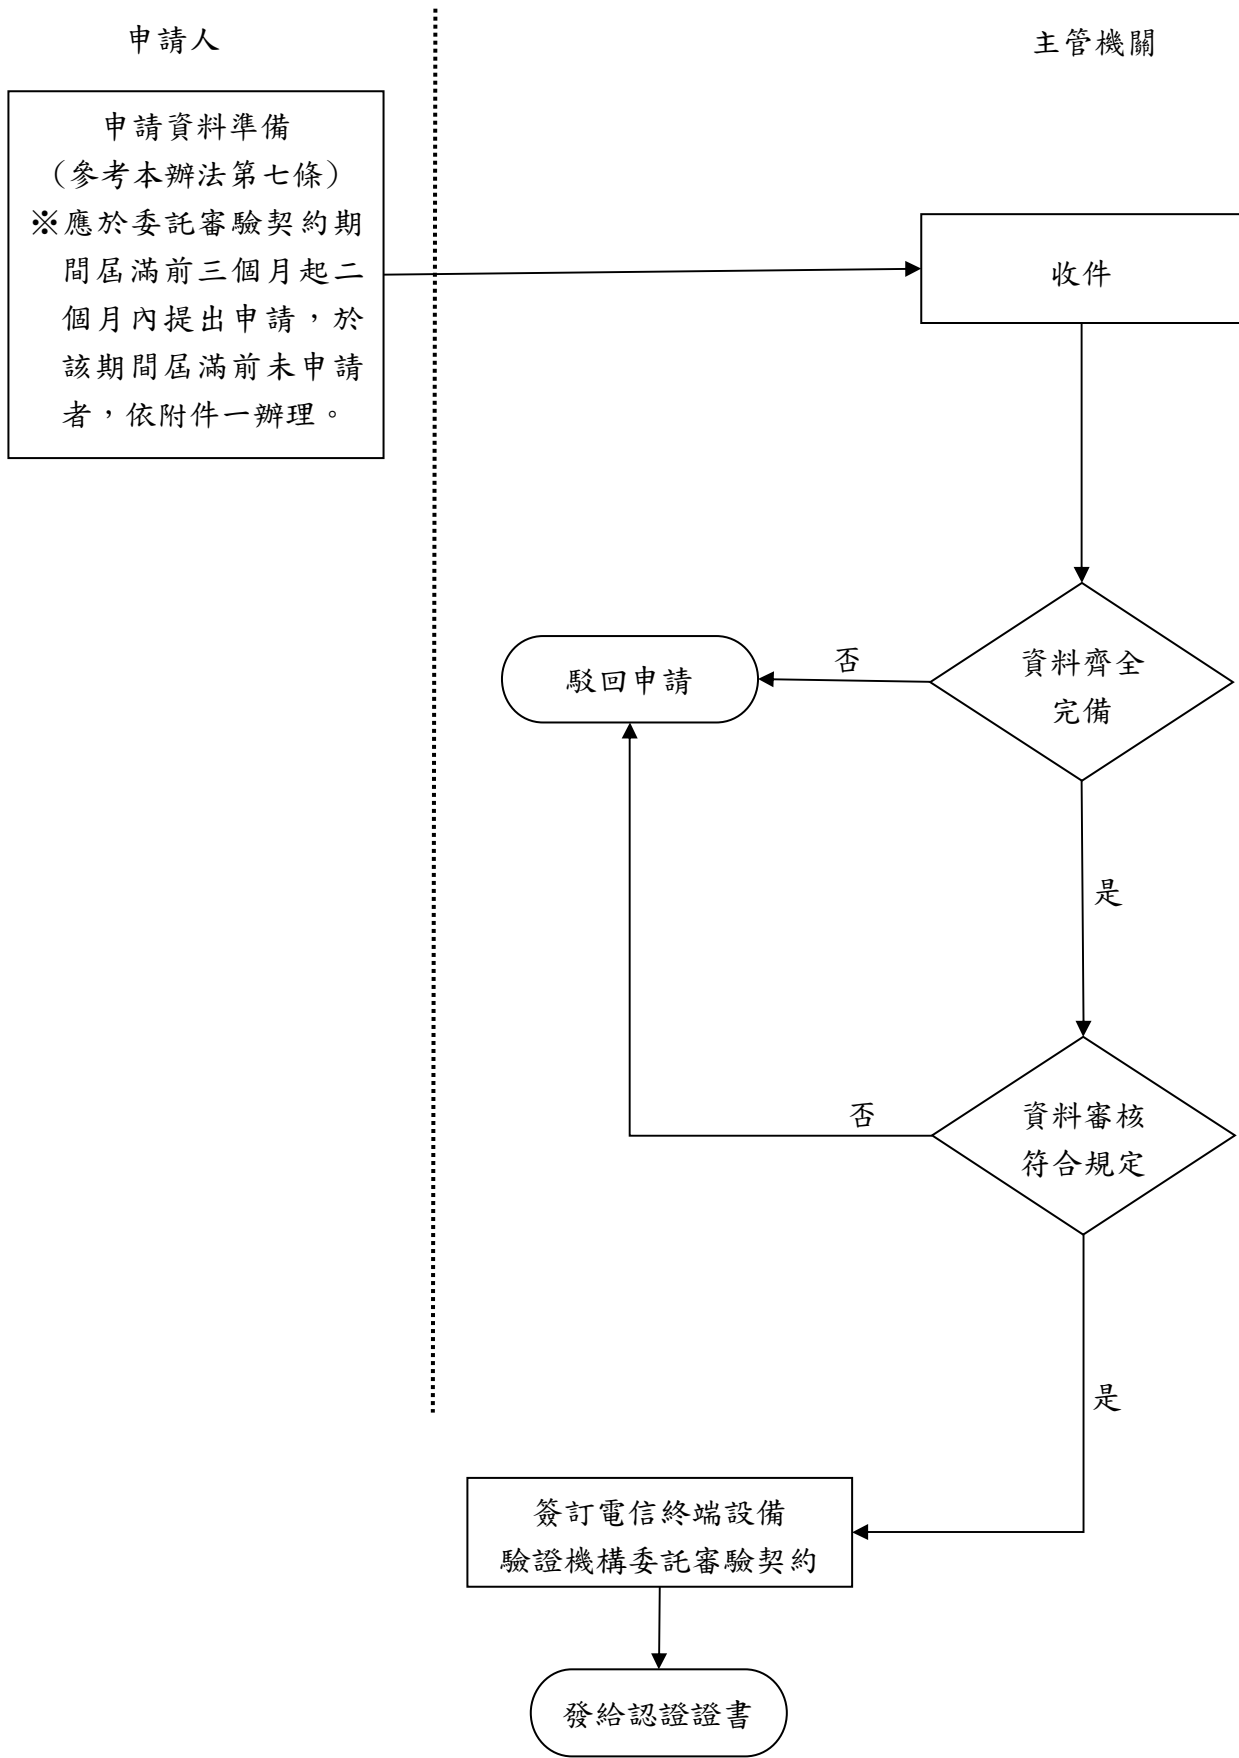 申請人
主管機關
申請資料準備
（參考本辦法第七條）
※應於委託審驗契約期
間屆滿前三個月起二
個月內提出申請，於
該期間屆滿前未申請
者，依附件一辦理。
收件
資料齊全
完備
否
駁回申請
是
資料審核
符合規定
否
是
簽訂電信終端設備
驗證機構委託審驗契約
發給認證證書